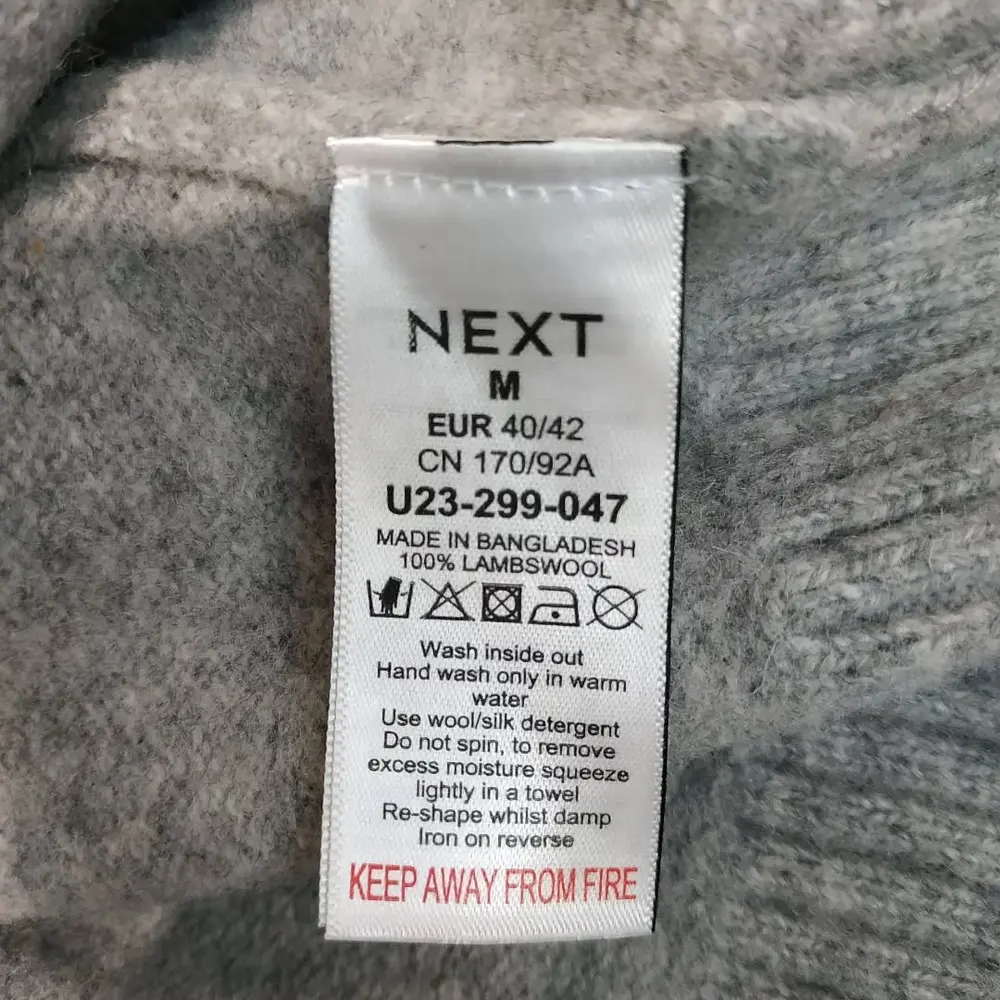 NEXT
M
EUR 40/42
CN 170/92A
U23-299-047
MADE IN BANGLADESH
100% LAMBSWOOL
Wash inside out
Hand wash only in warm
water
Use wool/silk detergent
Do not spin, to remove
excess moisture squeeze
lightly in a towel
Re-shape whilst damp
Iron on reverse
KEEP AWAY FROM FIRE